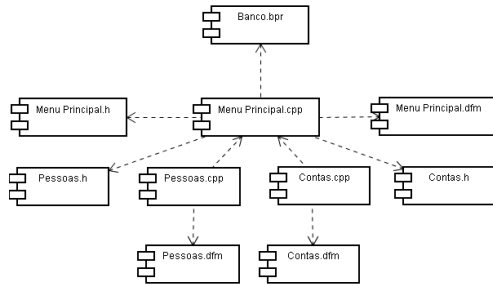 Banco.bpr
Menu Principal.h
Menu Principal.cpp
Menu Principal.dfm
Pessoas.h
Pessoas.cpp
Contas.cpp
Contas.h
Pessoas.dfm
Contas.dfm